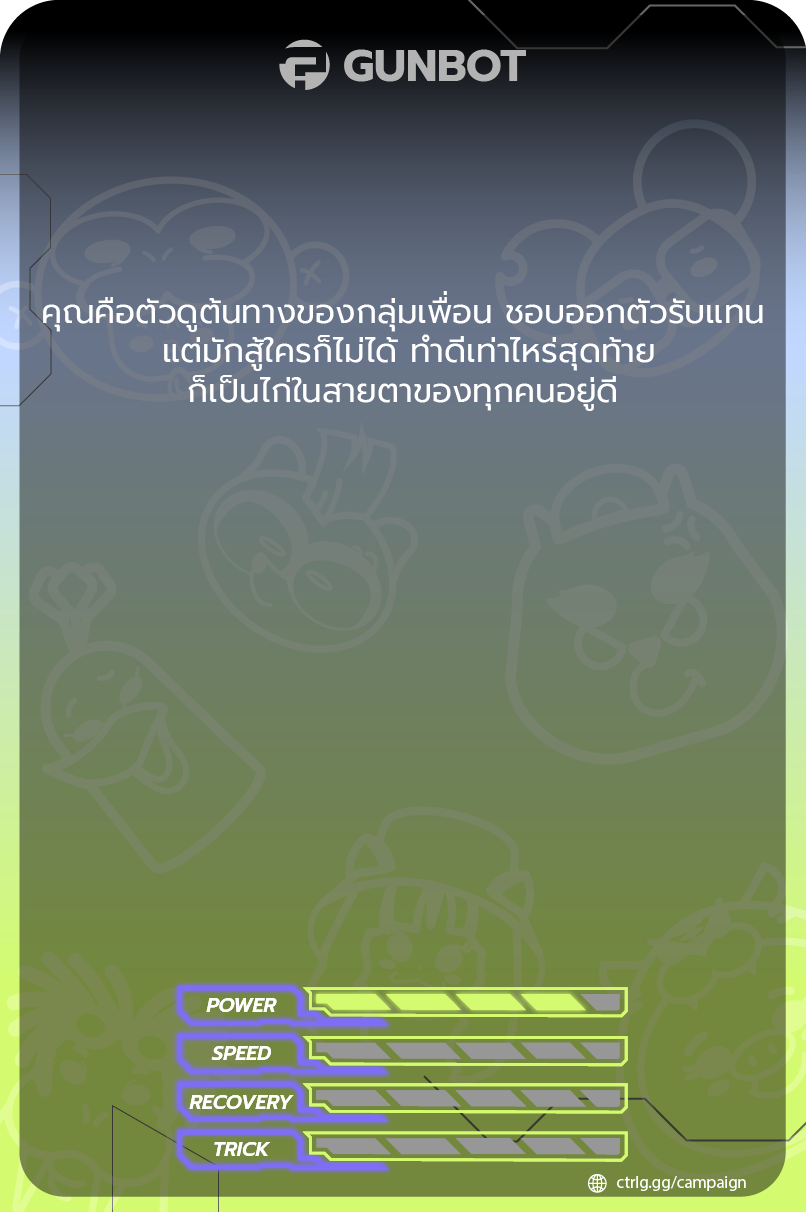 GUNBOT
คุณคือตัวดูต้นทางของกลุ่มเพื่อน ชอบออกตัวรับแทน
แต่มักสู้ใครก็ไม่ได้ ทำดีเท่าไหร่สุดท้าย
ก็เป็นไก่ในสายตาของทุกคนอยู่ดี
POWER
SPEED
RECOVERY
TRICK
ctrlg.gg/campaign